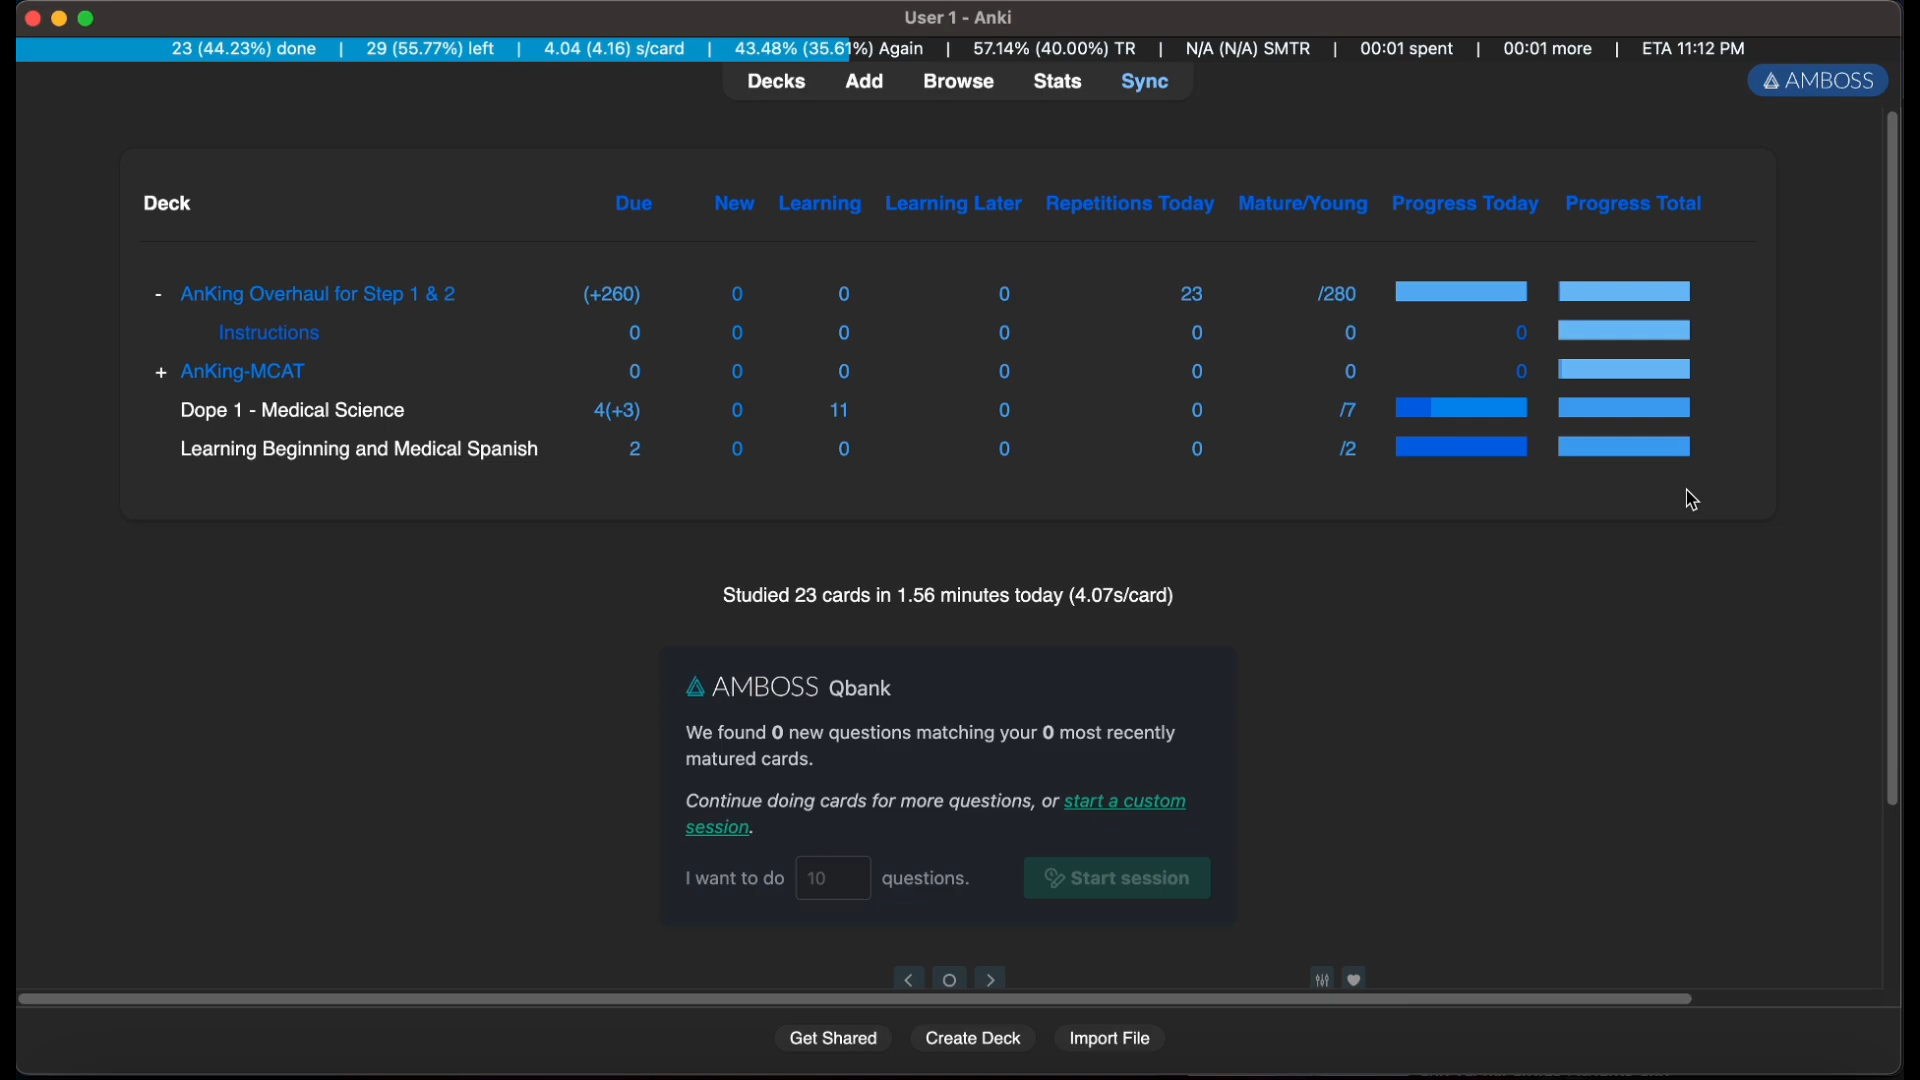 User 1 - Anki
23 (44.23%) done | 29 (55.77%) left | 4.04 (4.16) s/card | 43.48% (35.61%) Again | 57.14% (40.00%) TR | N/A (N/A) SMTR | 00:01 spent | 00:01 more | ETA 11:12 PM
Decks Add Browse Stats Sync
AMBOSS
Deck Due New Learning Learning Later Repetitions Today Mature/Young Progress Today Progress Total
- AnKing Overhaul for Step 1 & 2 (+260) 0 0 0 23 /280
Instructions 0 0 0 0 0 0 0
+ AnKing-MCAT 0 0 0 0 0 0 0
Dope 1 - Medical Science 4(+3) 0 11 0 0 /7
Learning Beginning and Medical Spanish 2 0 0 0 0 /2
Studied 23 cards in 1.56 minutes today (4.07s/card)
AMBOSS Qbank
We found 0 new questions matching your 0 most recently
matured cards.
Continue doing cards for more questions, or start a custom
session.
I want to do 10 questions. Start session
Get Shared Create Deck Import File